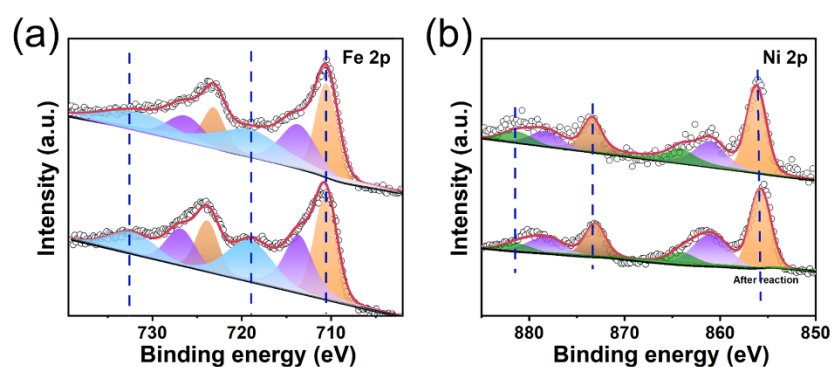 (a)
Fe 2p
Intensity (a.u.)
730 720 710
Binding energy (eV)
(b)
Ni 2p
Intensity (a.u.)
After reaction
880 870 860 850
Binding energy (eV)